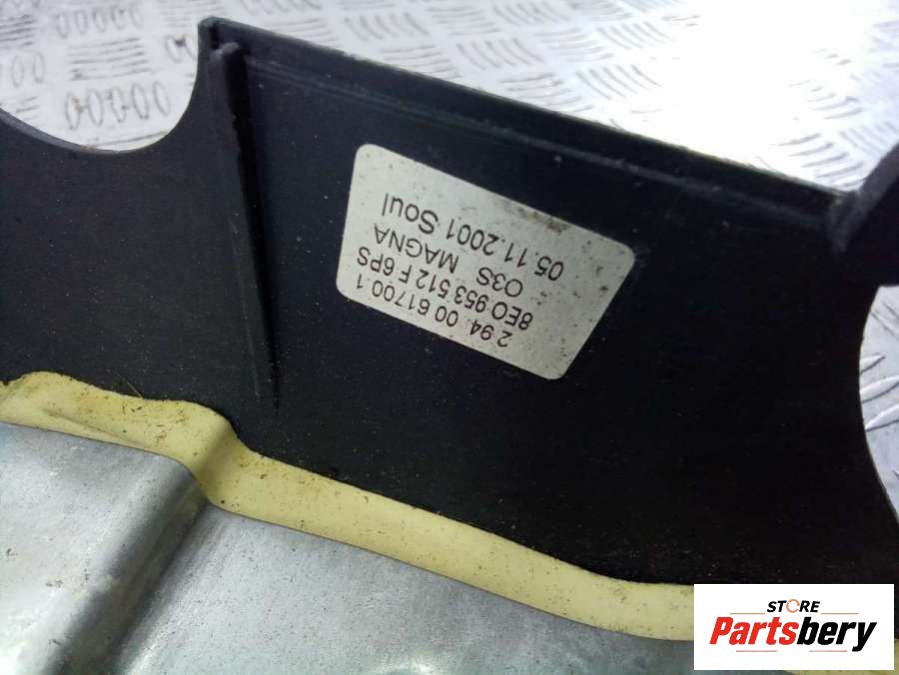 2.94. 00 61700.1
8E0 953 512 F 6PS
O3S MAGNA
05.11.2001 Soul
STORE
Partsbery